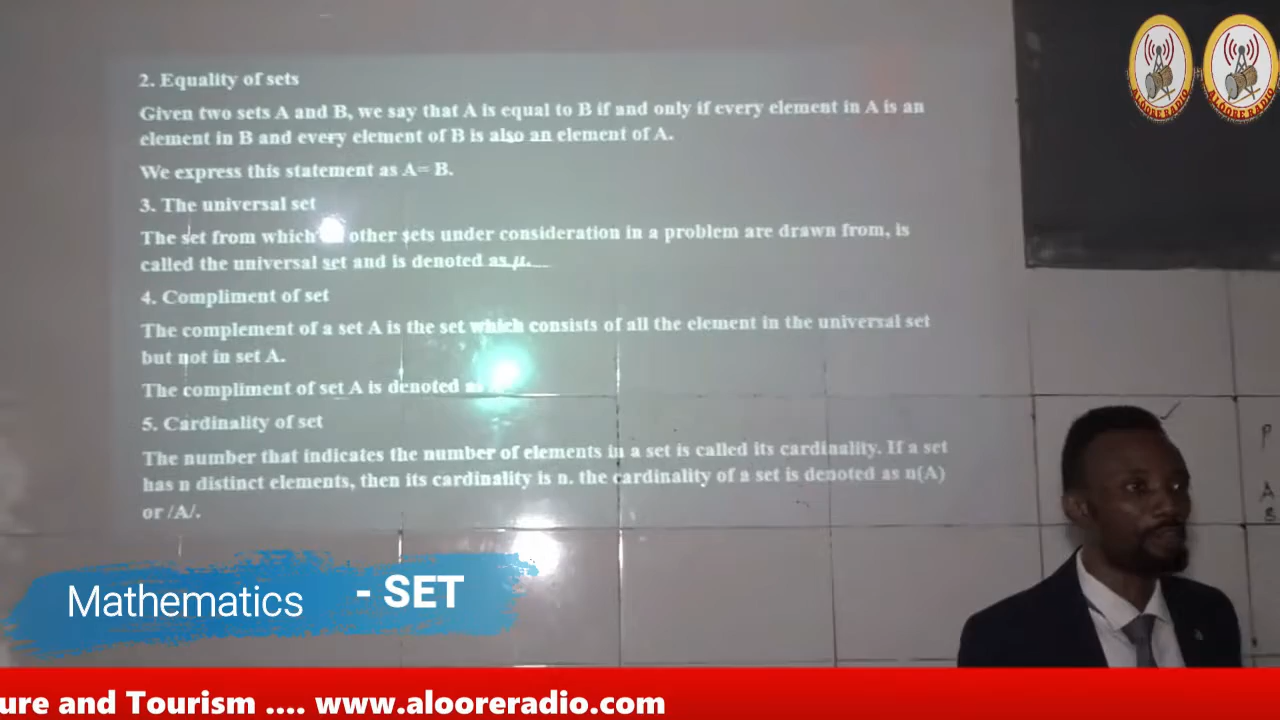 2. Equality of sets
Given two sets A and B, we say that A is equal to B if and only if every element in A is an
element in B and every element of B is also an element of A.
We express this statement as A= B.
3. The universal set
The set from which other sets under consideration in a problem are drawn from, is
called the universal set and is denoted as μ.
4. Compliment of set
The complement of a set A is the set which consists of all the element in the universal set
but not in set A.
The compliment of set A is denoted as
5. Cardinality of set
The number that indicates the number of elements in a set is called its cardinality. If a set
has n distinct elements, then its cardinality is n. the cardinality of a set is denoted as n(A)
or /A/.
Mathematics - SET
ure and Tourism .... www.alooreradio.com
ALOORE RADIO
ALOORE RADIO
P
A
B